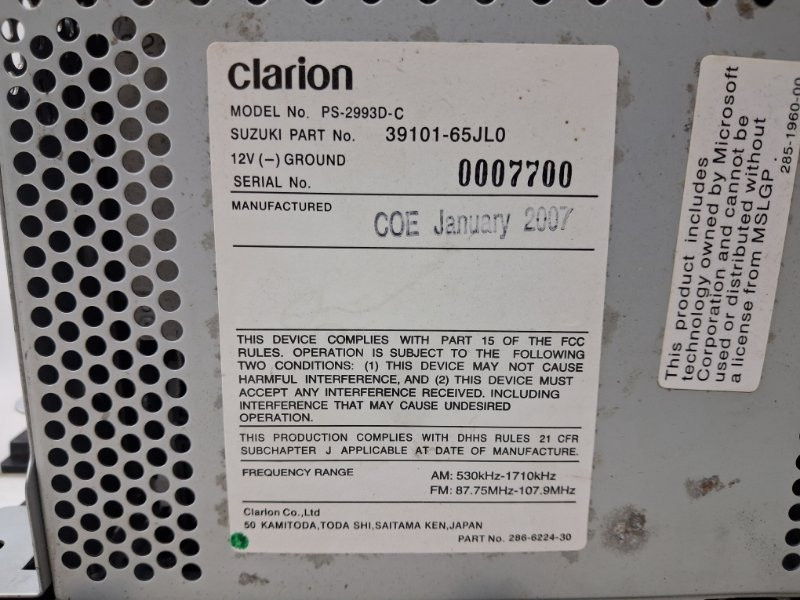 clarion
MODEL No. PS-2993D-C
SUZUKI PART No. 39101-65JL0
12V (–) GROUND
SERIAL No. 0007700
MANUFACTURED
COE January 2007
THIS DEVICE COMPLIES WITH PART 15 OF THE FCC
RULES. OPERATION IS SUBJECT TO THE FOLLOWING
TWO CONDITIONS: (1) THIS DEVICE MAY NOT CAUSE
HARMFUL INTERFERENCE, AND (2) THIS DEVICE MUST
ACCEPT ANY INTERFERENCE RECEIVED. INCLUDING
INTERFERENCE THAT MAY CAUSE UNDESIRED
OPERATION.
THIS PRODUCTION COMPLIES WITH DHHS RULES 21 CFR
SUBCHAPTER J APPLICABLE AT DATE OF MANUFACTURE.
FREQUENCY RANGE AM: 530kHz-1710kHz
FM: 87.75MHz-107.9MHz
Clarion Co.,Ltd
50 KAMITODA,TODA SHI,SAITAMA KEN,JAPAN
PART No. 286-6224-30
This product includes
technology owned by Microsoft
Corporation and cannot be
used or distributed without
a license from MSLGP.
285-1960-00